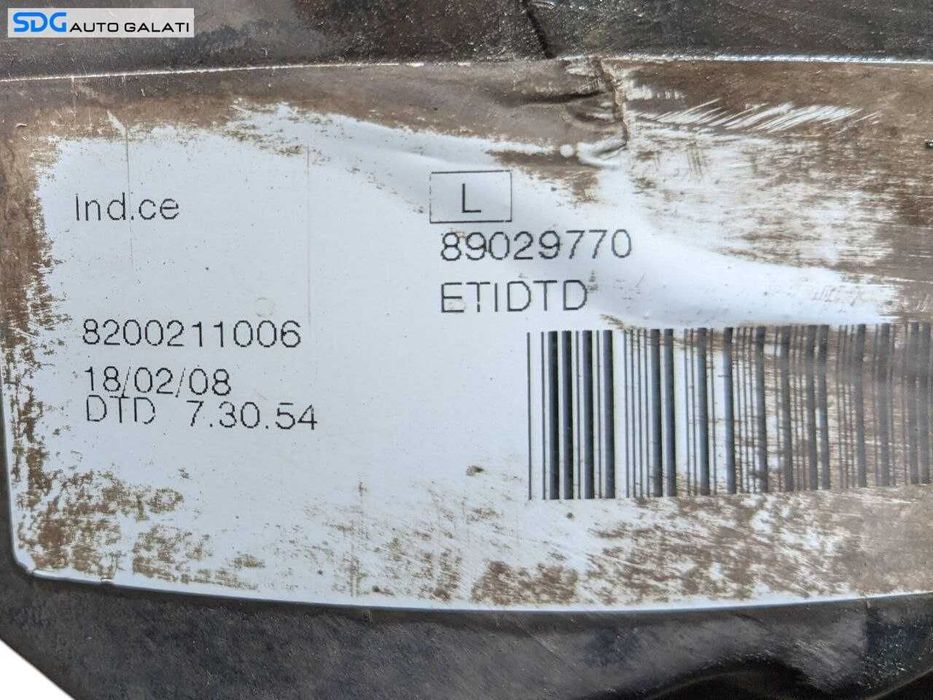 SDG AUTO GALATI
Ind.ce
L
89029770
ETIDTD
8200211006
18/02/08
DTD 7.30.54